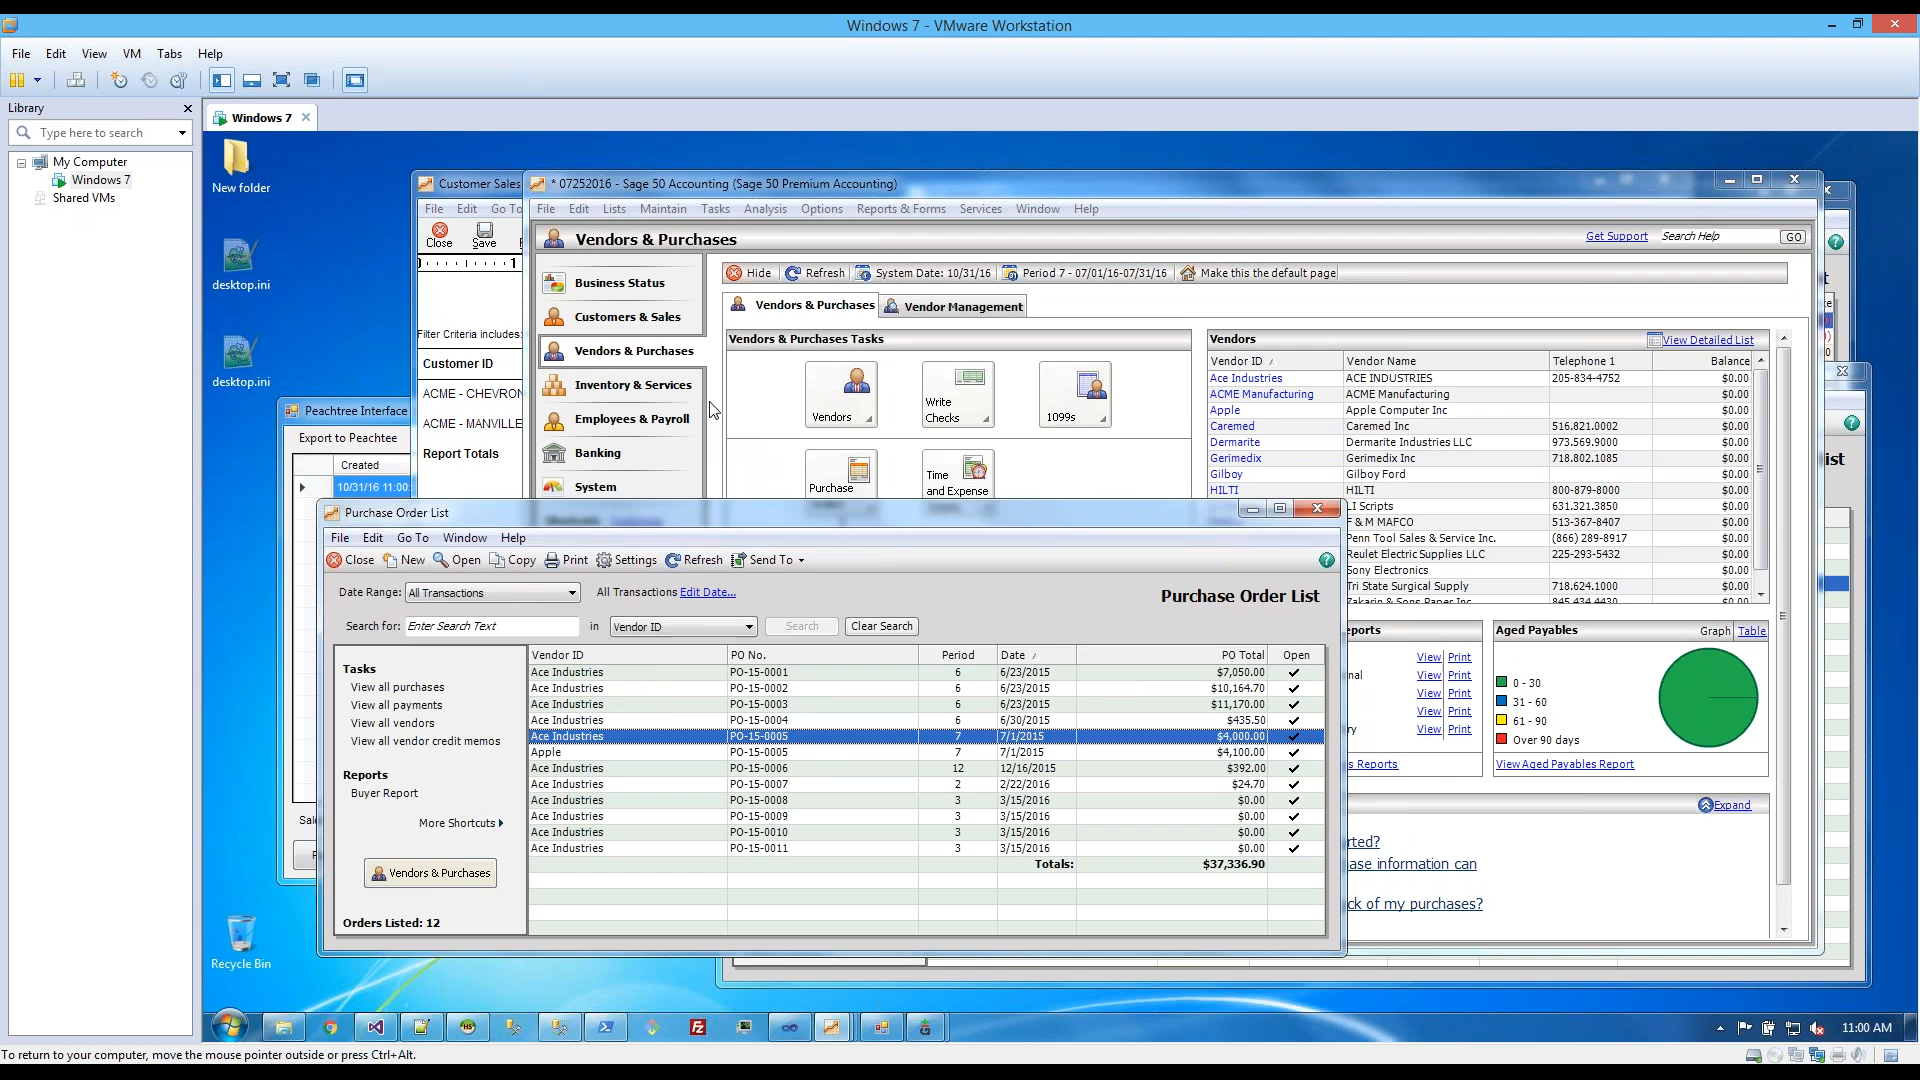 Windows 7 - VMware Workstation
File Edit View VM Tabs Help
Library
Type here to search
My Computer
Windows 7
Shared VMs
Windows 7
New folder
desktop.ini
desktop.ini
Recycle Bin
Customer Sales
File Edit Go To
Close Save
1
Filter Criteria includes:
Customer ID
ACME - CHEVRON
ACME - MANVILLE
Report Totals
Peachtree Interface
Export to Peachtee
Created
10/31/16 11:00:
* 07252016 - Sage 50 Accounting (Sage 50 Premium Accounting)
File Edit Lists Maintain Tasks Analysis Options Reports & Forms Services Window Help
Vendors & Purchases
Get Support Search Help GO
Business Status
Customers & Sales
Vendors & Purchases
Inventory & Services
Employees & Payroll
Banking
System
Hide Refresh System Date: 10/31/16 Period 7 - 07/01/16-07/31/16 Make this the default page
Vendors & Purchases Vendor Management
Vendors & Purchases Tasks
Vendors
Write Checks
1099s
Purchase
Time and Expense
Vendors View Detailed List
Vendor ID Vendor Name Telephone 1 Balance
Ace Industries ACE INDUSTRIES 205-834-4752 $0.00
ACME Manufacturing ACME Manufacturing $0.00
Apple Apple Computer Inc $0.00
Caremed Caremed Inc 516.821.0002 $0.00
Dermarite Dermarite Industries LLC 973.569.9000 $0.00
Gerimedix Gerimedix Inc 718.802.1085 $0.00
Gilboy Gilboy Ford $0.00
HILTI HILTI 800-879-8000 $0.00
LI Scripts 631.321.3850 $0.00
F & M MAFCO 513-367-8407 $0.00
Penn Tool Sales & Service Inc. (866) 289-8917 $0.00
Reulet Electric Supplies LLC 225-293-5432 $0.00
Sony Electronics $0.00
Tri State Surgical Supply 718.624.1000 $0.00
Zakarin & Sons Paper Inc 845.434.4430 $0.00
eports
View Print
nal View Print
View Print
View Print
ry View Print
s Reports
Aged Payables Graph Table
0 - 30
31 - 60
61 - 90
Over 90 days
View Aged Payables Report
Expand
rted?
ase information can
ck of my purchases?
ist
Purchase Order List
File Edit Go To Window Help
Close New Open Copy Print Settings Refresh Send To
Date Range: All Transactions All Transactions Edit Date...
Purchase Order List
Search for: Enter Search Text in Vendor ID Search Clear Search
Tasks
View all purchases
View all payments
View all vendors
View all vendor credit memos
Reports
Buyer Report
More Shortcuts
Vendors & Purchases
Orders Listed: 12
Vendor ID PO No. Period Date PO Total Open
Ace Industries PO-15-0001 6 6/23/2015 $7,050.00
Ace Industries PO-15-0002 6 6/23/2015 $10,164.70
Ace Industries PO-15-0003 6 6/23/2015 $11,170.00
Ace Industries PO-15-0004 6 6/30/2015 $435.50
Ace Industries PO-15-0005 7 7/1/2015 $4,000.00
Apple PO-15-0005 7 7/1/2015 $4,100.00
Ace Industries PO-15-0006 12 12/16/2015 $392.00
Ace Industries PO-15-0007 2 2/22/2016 $24.70
Ace Industries PO-15-0008 3 3/15/2016 $0.00
Ace Industries PO-15-0009 3 3/15/2016 $0.00
Ace Industries PO-15-0010 3 3/15/2016 $0.00
Ace Industries PO-15-0011 3 3/15/2016 $0.00
Totals: $37,336.90
11:00 AM
To return to your computer, move the mouse pointer outside or press Ctrl+Alt.